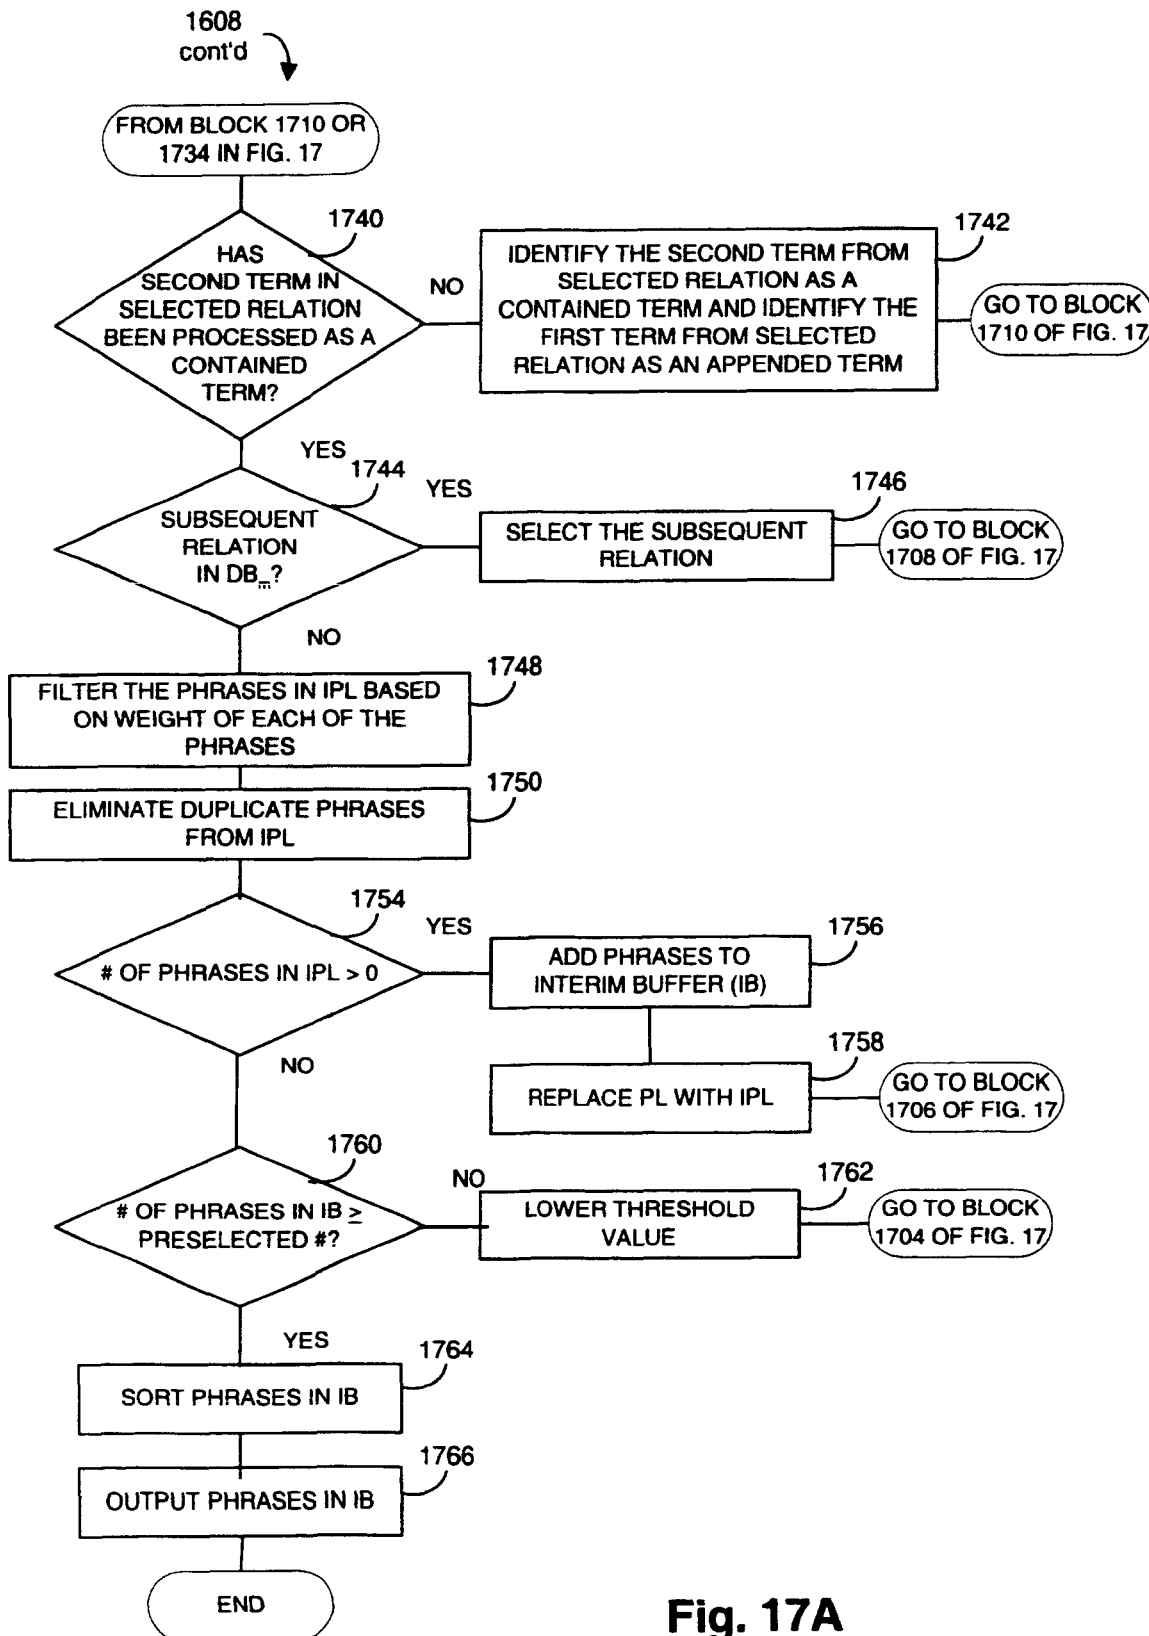 1608
cont'd
FROM BLOCK 1710 OR
1734 IN FIG. 17
1740
HAS
SECOND TERM IN
SELECTED RELATION
BEEN PROCESSED AS A
CONTAINED
TERM?
NO
1742
IDENTIFY THE SECOND TERM FROM
SELECTED RELATION AS A
CONTAINED TERM AND IDENTIFY THE
FIRST TERM FROM SELECTED
RELATION AS AN APPENDED TERM
GO TO BLOCK
1710 OF FIG. 17
YES
1744
SUBSEQUENT
RELATION
IN DB_?
YES
1746
SELECT THE SUBSEQUENT
RELATION
GO TO BLOCK
1708 OF FIG. 17
NO
1748
FILTER THE PHRASES IN IPL BASED
ON WEIGHT OF EACH OF THE
PHRASES
1750
ELIMINATE DUPLICATE PHRASES
FROM IPL
1754
# OF PHRASES IN IPL > 0
YES
1756
ADD PHRASES TO
INTERIM BUFFER (IB)
1758
REPLACE PL WITH IPL
GO TO BLOCK
1706 OF FIG. 17
NO
1760
# OF PHRASES IN IB ≥
PRESELECTED #?
NO
1762
LOWER THRESHOLD
VALUE
GO TO BLOCK
1704 OF FIG. 17
YES
1764
SORT PHRASES IN IB
1766
OUTPUT PHRASES IN IB
END
Fig. 17A